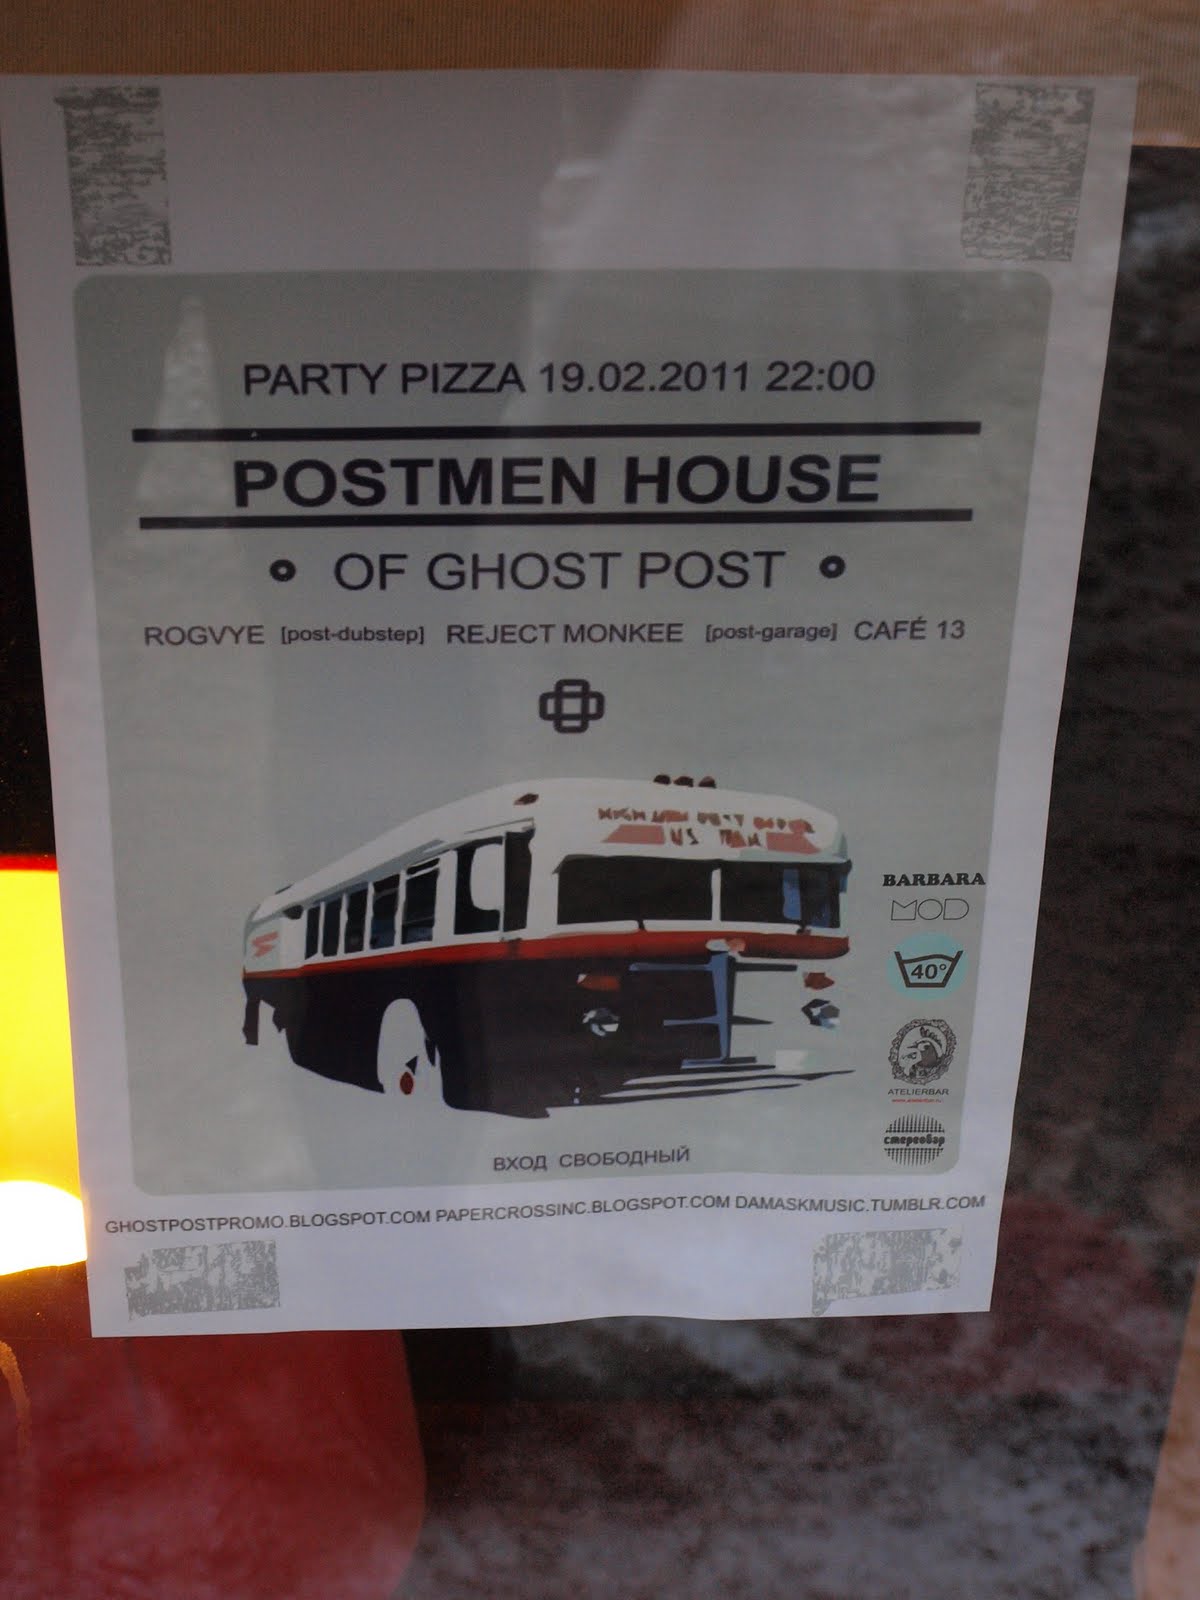 PARTY PIZZA 19.02.2011 22:00
POSTMEN HOUSE
OF GHOST POST
ROGVYE [post-dubstep] REJECT MONKEE [post-garage] CAFÉ 13
BARBARA
MOD
40°
ATELIERBAR
стереобар
ВХОД СВОБОДНЫЙ
GHOSTPOSTPROMO.BLOGSPOT.COM PAPERCROSSINC.BLOGSPOT.COM DAMASKMUSIC.TUMBLR.COM